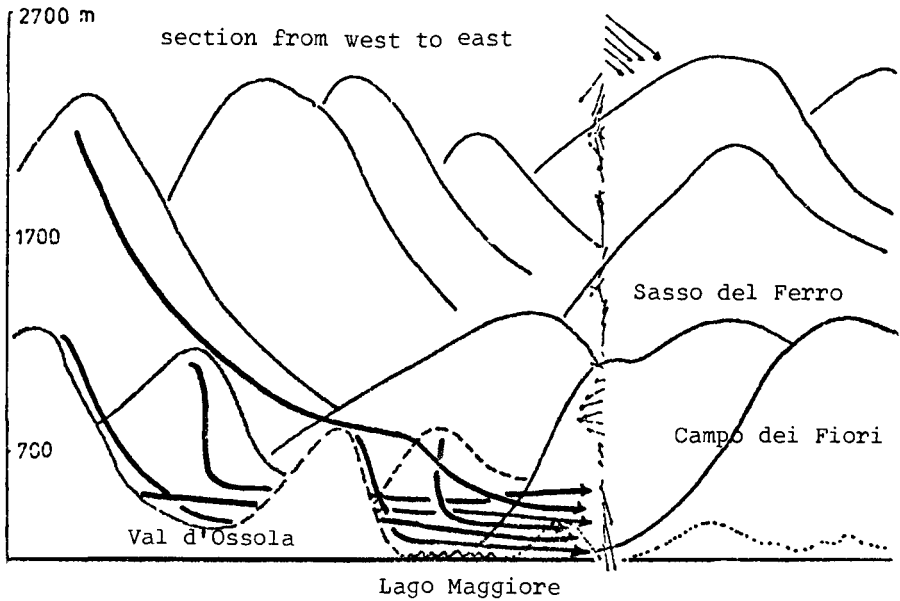 2700 m
section from west to east
1700
Sasso del Ferro
700
Campo dei Fiori
Val d'Ossola
Lago Maggiore